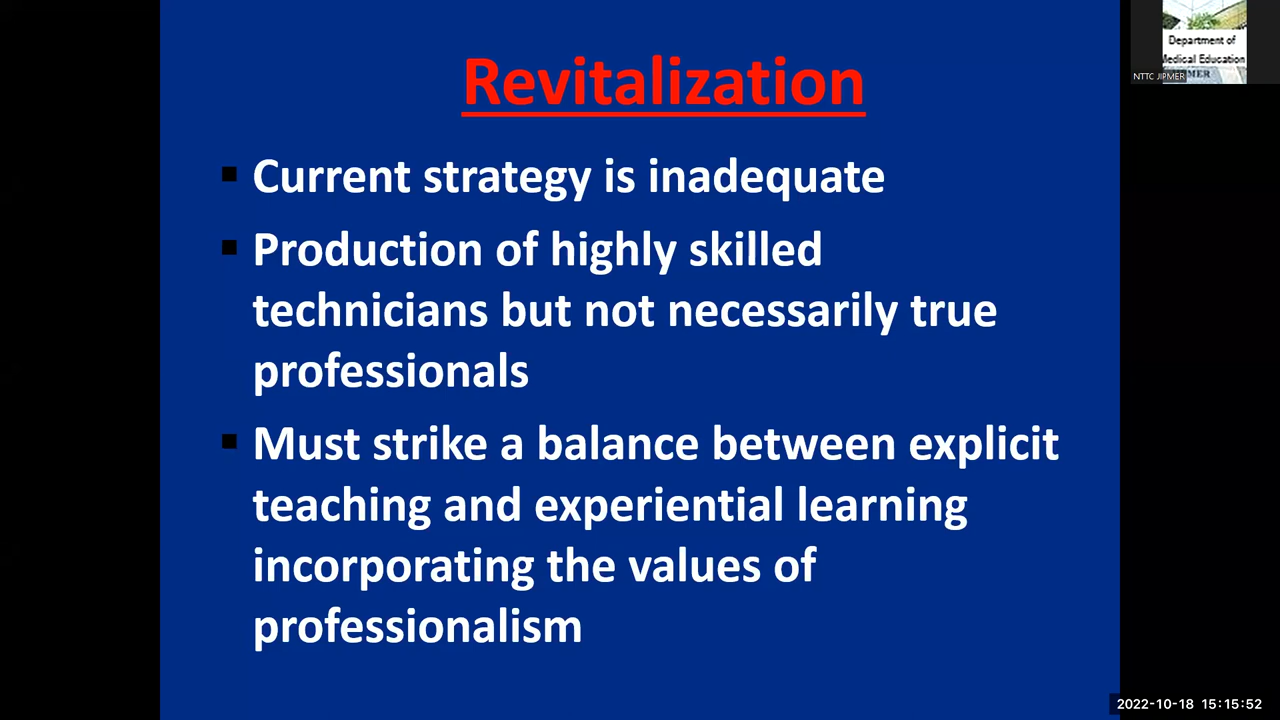 Revitalization
Current strategy is inadequate
Production of highly skilled
technicians but not necessarily true
professionals
Must strike a balance between explicit
teaching and experiential learning
incorporating the values of
professionalism
Department of
Medical Education
NTTC JIPMER
2022-10-18 15:15:52